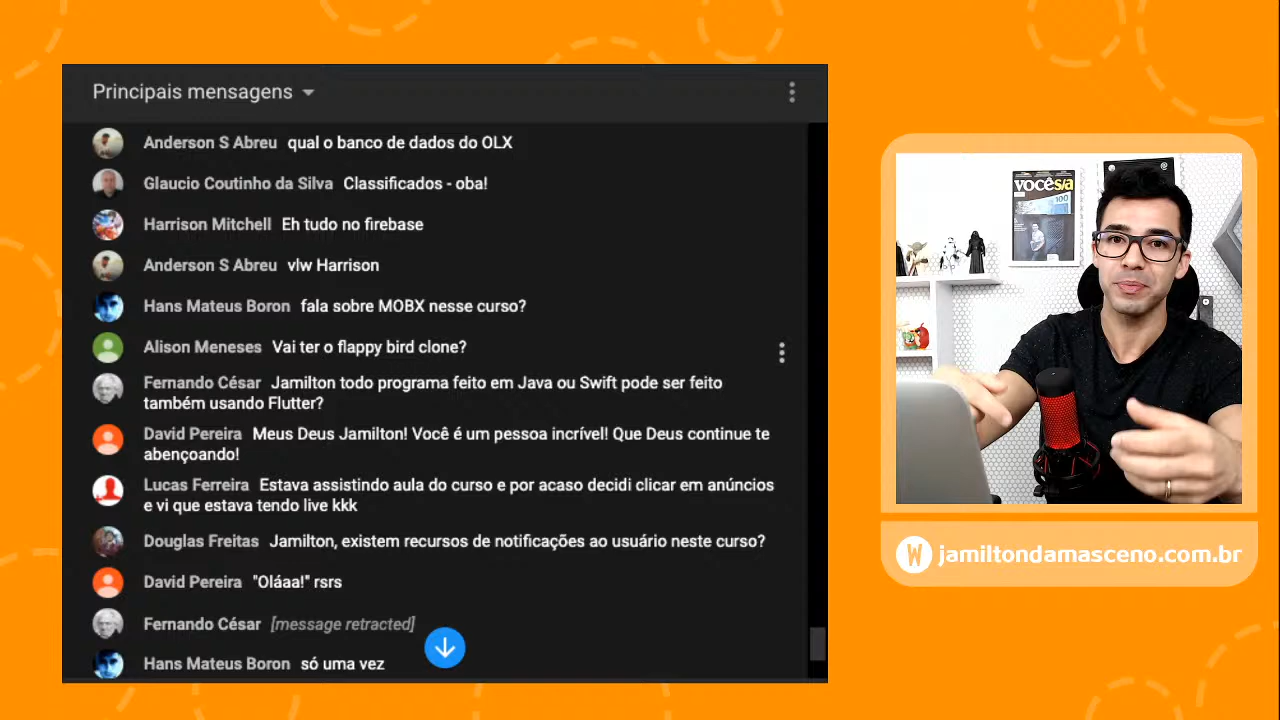 Principais mensagens
Anderson S Abreu qual o banco de dados do OLX
Glaucio Coutinho da Silva Classificados - oba!
Harrison Mitchell Eh tudo no firebase
Anderson S Abreu vlw Harrison
Hans Mateus Boron fala sobre MOBX nesse curso?
Alison Meneses Vai ter o flappy bird clone?
Fernando César Jamilton todo programa feito em Java ou Swift pode ser feito
também usando Flutter?
David Pereira Meus Deus Jamilton! Você é um pessoa incrível! Que Deus continue te
abençoando!
Lucas Ferreira Estava assistindo aula do curso e por acaso decidi clicar em anúncios
e vi que estava tendo live kkk
Douglas Freitas Jamilton, existem recursos de notificações ao usuário neste curso?
David Pereira "Oláaa!" rsrs
Fernando César [message retracted]
Hans Mateus Boron só uma vez
VOCÊ S/A
100
W jamiltondamasceno.com.br